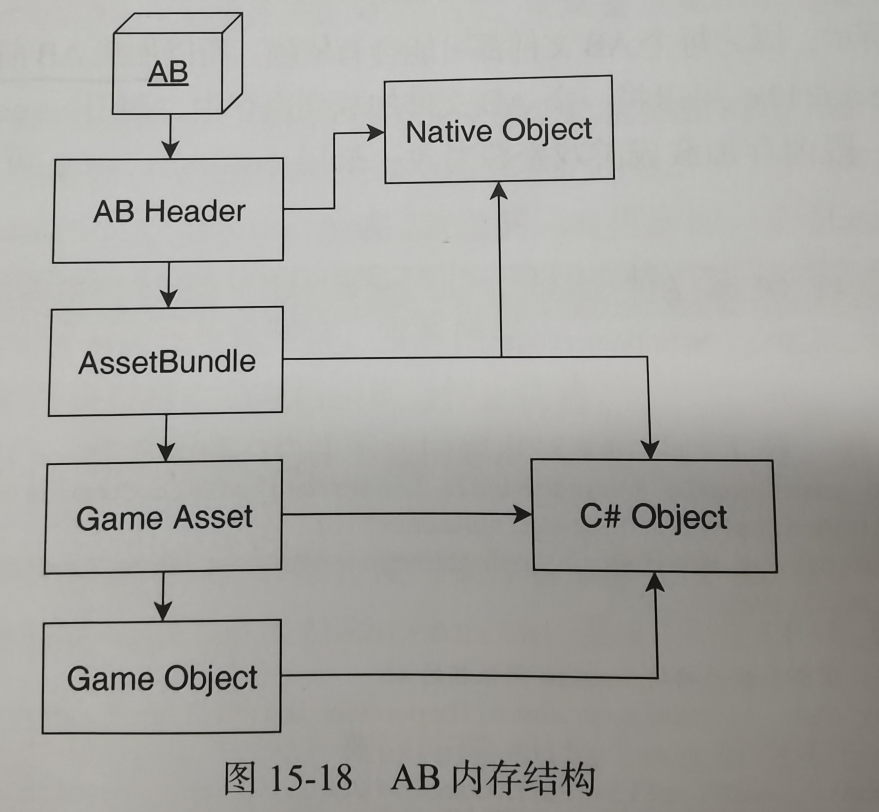 AB
Native Object
AB Header
AssetBundle
Game Asset
C# Object
Game Object
图 15-18 AB 内存结构